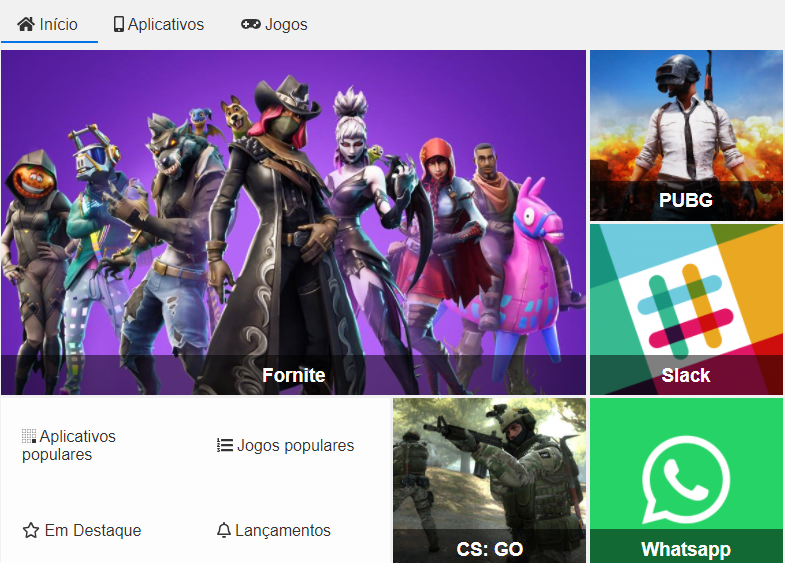 Início
Aplicativos
Jogos
PUBG
Fornite
Slack
Aplicativos
populares
Jogos populares
Em Destaque
Lançamentos
CS: GO
Whatsapp